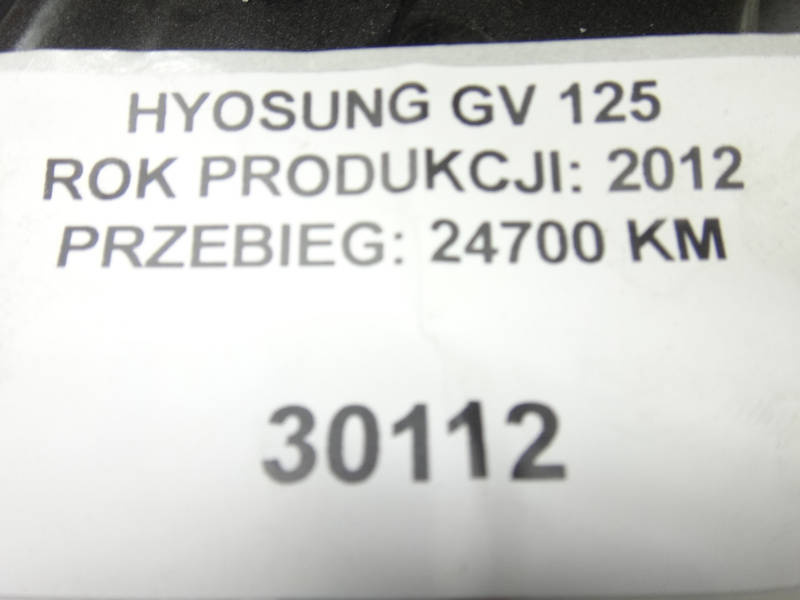 HYOSUNG GV 125
ROK PRODUKCJI: 2012
PRZEBIEG: 24700 KM
30112